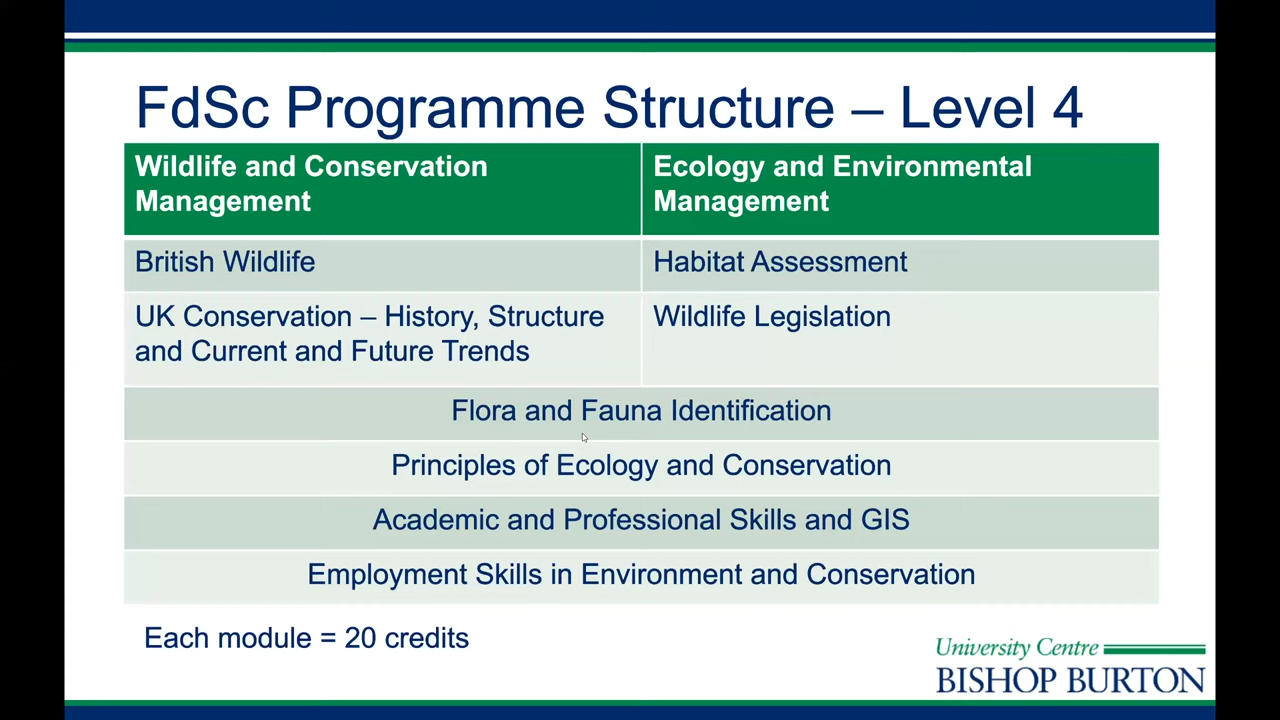 FdSc Programme Structure – Level 4
Wildlife and Conservation
Management
Ecology and Environmental
Management
British Wildlife
Habitat Assessment
UK Conservation – History, Structure
and Current and Future Trends
Wildlife Legislation
Flora and Fauna Identification
Principles of Ecology and Conservation
Academic and Professional Skills and GIS
Employment Skills in Environment and Conservation
Each module = 20 credits
University Centre
BISHOP BURTON